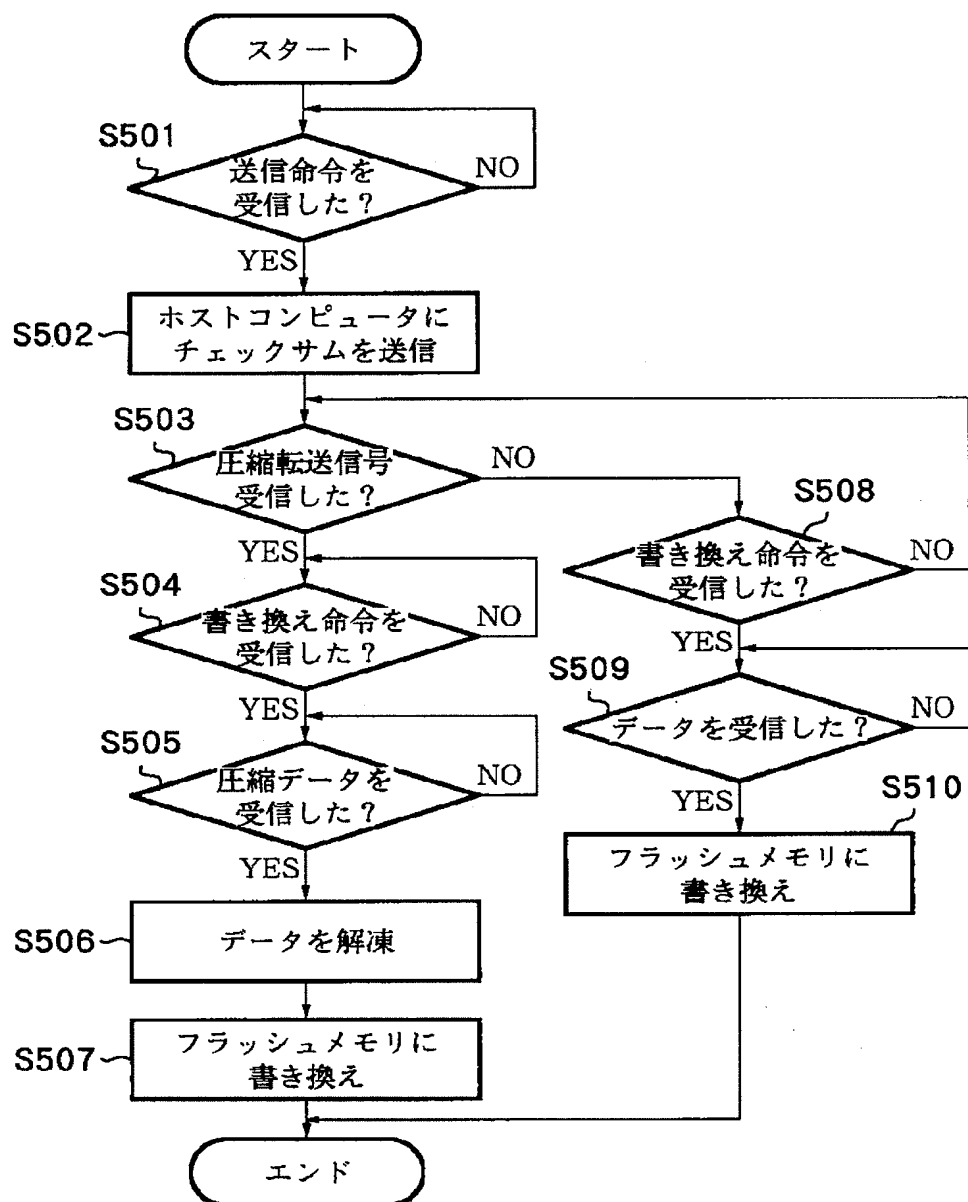 スタート
S501
送信命令を
受信した?
NO
YES
S502
ホストコンピュータに
チェックサムを送信
S503
圧縮転送信号
受信した?
NO
YES
S508
書き換え命令を
受信した?
NO
YES
S504
書き換え命令を
受信した?
NO
YES
S509
データを受信した?
NO
YES
S505
圧縮データを
受信した?
NO
YES
S510
フラッシュメモリに
書き換え
S506
データを解凍
S507
フラッシュメモリに
書き換え
エンド